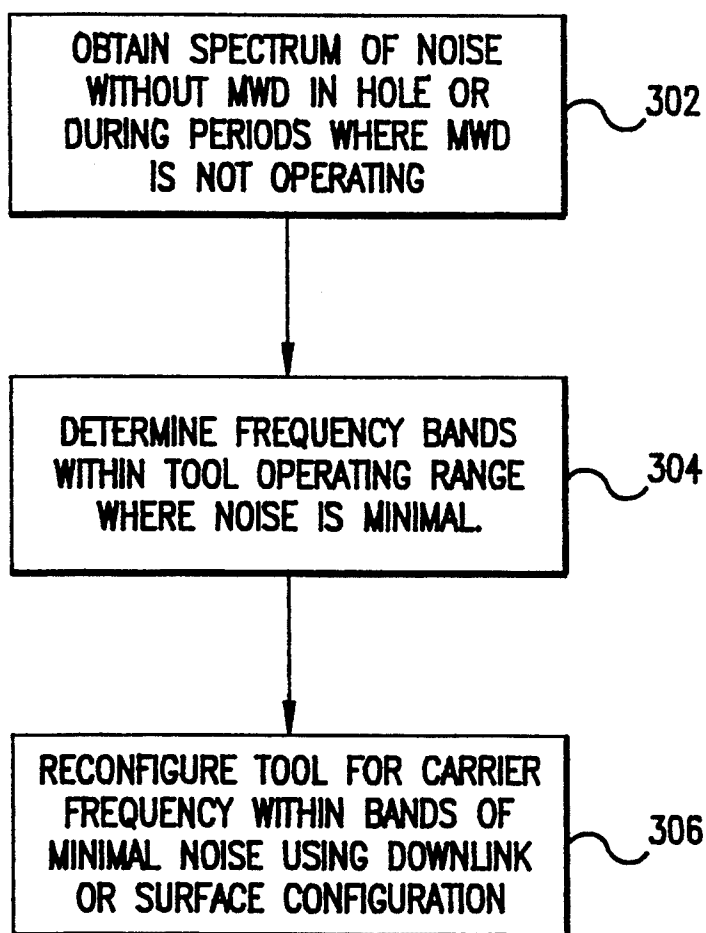 OBTAIN SPECTRUM OF NOISE
WITHOUT MWD IN HOLE OR
DURING PERIODS WHERE MWD
IS NOT OPERATING
302
DETERMINE FREQUENCY BANDS
WITHIN TOOL OPERATING RANGE
WHERE NOISE IS MINIMAL.
304
RECONFIGURE TOOL FOR CARRIER
FREQUENCY WITHIN BANDS OF
MINIMAL NOISE USING DOWNLINK
OR SURFACE CONFIGURATION
306